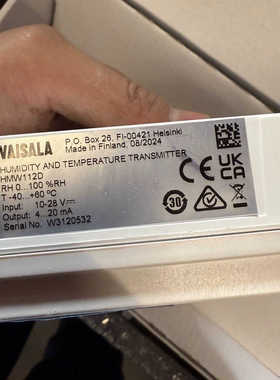 VAISALA
P.O. Box 26, FI-00421 Helsinki
Made in Finland, 08/2024
HUMIDITY AND TEMPERATURE TRANSMITTER
HMW112D
RH 0...100 %RH
T -40...+60 ºC
Input: 10-28 V
Output: 4...20 mA
Serial No. W3120532
CE
UK
CA
30